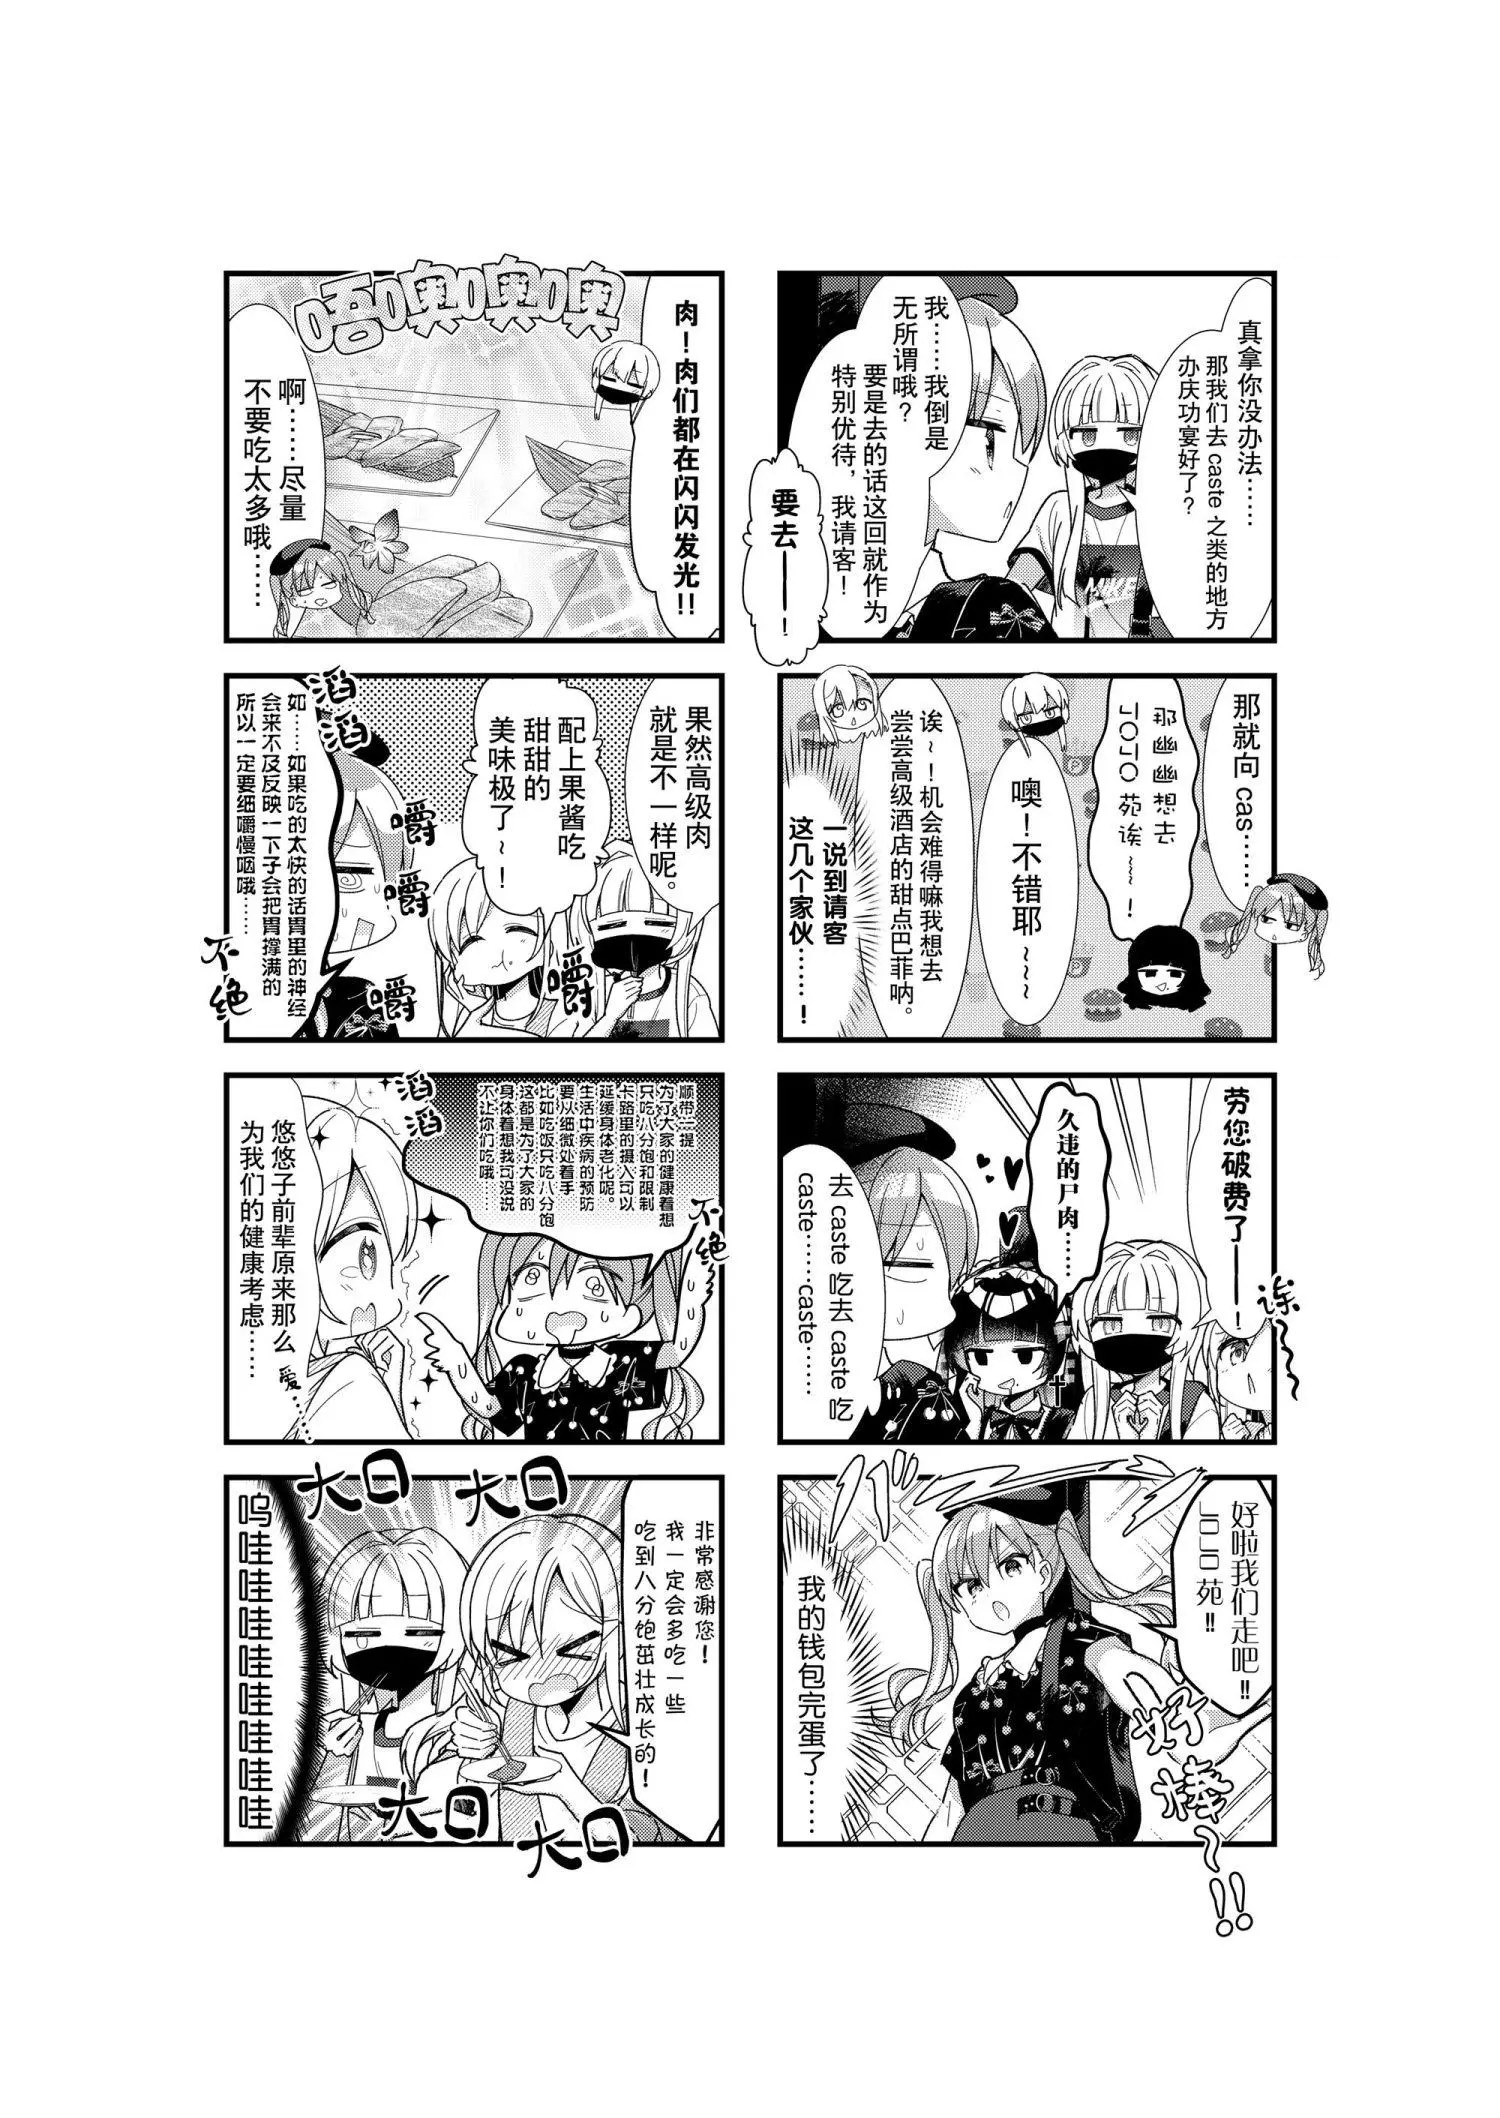 真拿你没办法……
那我们去 caste 之类的地方
办庆功宴好了？
MIKE
我……我倒是
无所谓哦？
要是去的话这回就作为
特别优待，我请客！
要去——！
那就向 cas……
那幽幽想去
JOJO 苑诶~~~！
噢！不错耶~~~~
诶~！机会难得嘛我想去
尝尝高级酒店的甜点巴菲呐。
一说到请客
这几个家伙……！
劳您破费了——！
涂
久违的尸肉……
去 caste 吃去 caste 吃
caste……caste……
好啦我们走吧!!
JOJO 苑!!
好棒~!!
我的钱包完蛋了……
唔噢噢噢
肉！肉们都在闪闪发光!!
啊……尽量
不要吃太多哦……
果然高级肉
就是不一样呢。
配上果酱吃
甜甜的
美味极了~！
嚼
嚼
嚼
嚼
滔滔
不绝
如……如果吃的太快的话胃里的神经
会来不及反映一下子会把胃撑满的
所以一定要细嚼慢咽哦……
顺带一提
为了大家的健康着想
只吃八分饱和限制
卡路里的摄入可以
延缓身体老化呢。
生活中疾病的预防
要从细微处着手
比如吃饭只吃八分饱
这都是为了大家的
身体着想我可没说
不让你们吃哦……
滔滔
不绝
悠悠子前辈原来那么
为我们的健康考虑……
爱……
非常感谢您！
我一定会多吃一些
吃到八分饱茁壮成长的！
大口
大口
大口
大口
呜哇哇哇哇哇哇哇哇